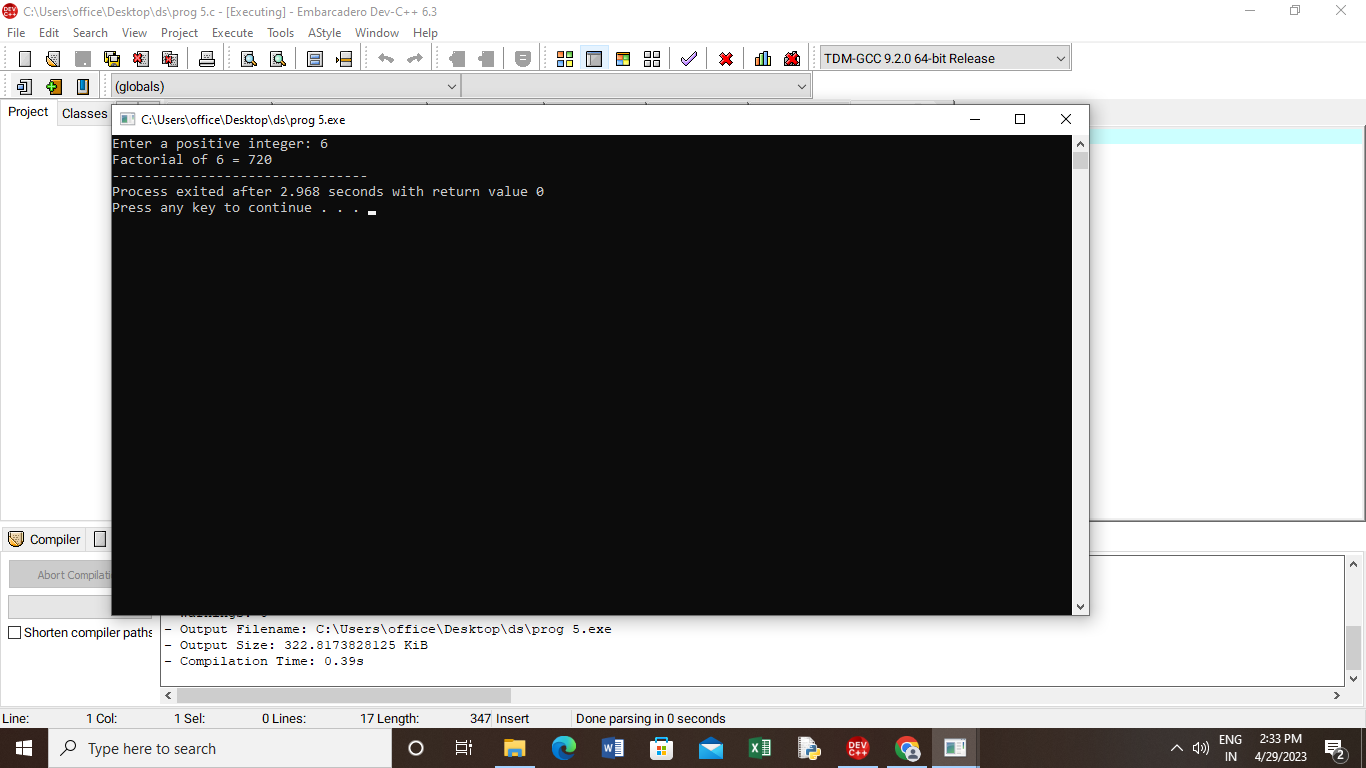 C:\Users\office\Desktop\ds\prog 5.c - [Executing] - Embarcadero Dev-C++ 6.3
File Edit Search View Project Execute Tools AStyle Window Help
TDM-GCC 9.2.0 64-bit Release
(globals)
Project Classes
C:\Users\office\Desktop\ds\prog 5.exe
Enter a positive integer: 6
Factorial of 6 = 720
--------------------------------
Process exited after 2.968 seconds with return value 0
Press any key to continue . . .
Compiler
Abort
Shorten compiler paths
- Output Filename: C:\Users\office\Desktop\ds\prog 5.exe
- Output Size: 322.8173828125 KiB
- Compilation Time: 0.39s
Line: 1 Col: 1 Sel: 0 Lines: 17 Length: 347 Insert Done parsing in 0 seconds
Type here to search
DEV C++
ENG
IN
2:33 PM
4/29/2023
2